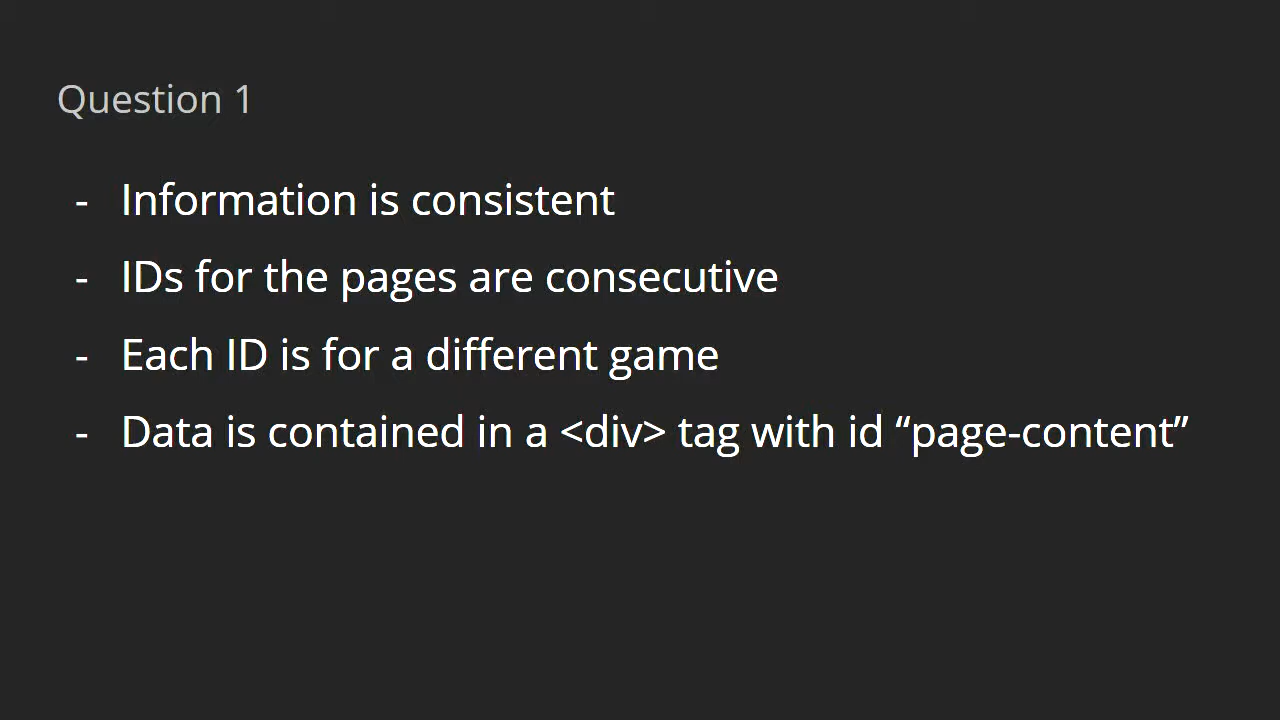 Question 1
- Information is consistent
- IDs for the pages are consecutive
- Each ID is for a different game
- Data is contained in a <div> tag with id “page-content”